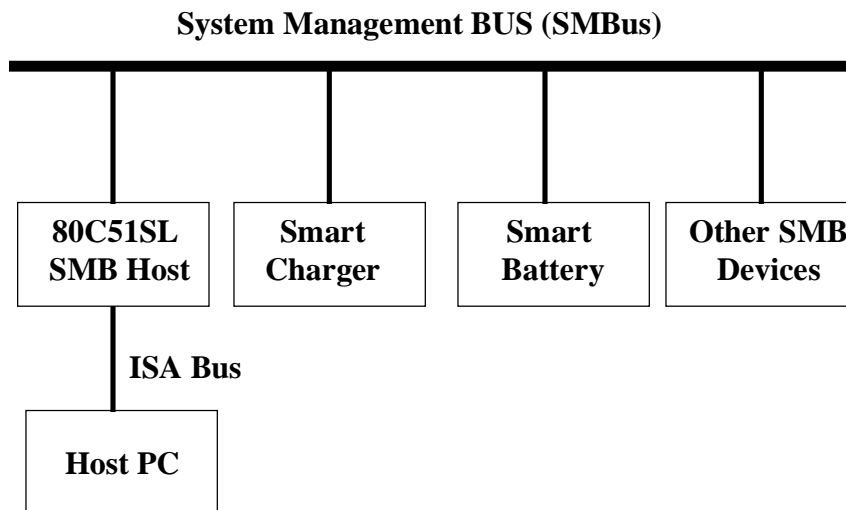 System Management BUS (SMBus)
80C51SL
SMB Host
Smart
Charger
Smart
Battery
Other SMB
Devices
ISA Bus
Host PC